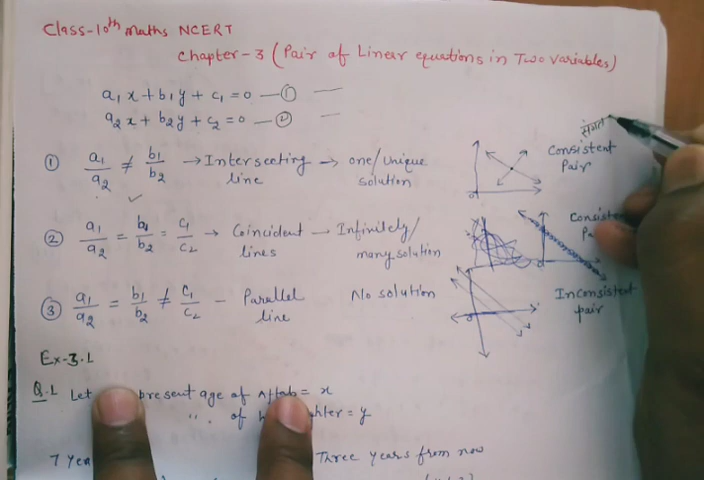 Class-10th Maths NCERT
Chapter-3 (Pair of Linear equations in Two Variables)
a₁x + b₁y + c₁ = 0 — ①
a₂x + b₂y + c₂ = 0 — ②
संगत
① a₁/a₂ ≠ b₁/b₂ → Intersecting line → one/unique solution Consistent Pair
② a₁/a₂ = b₁/b₂ = c₁/c₂ → Coincident lines → Infinitely/many solution
③ a₁/a₂ = b₁/b₂ ≠ c₁/c₂ - Parallel line No solution Inconsistent pair
Ex-3.1
Q.1 Let present age of Aftab = x
" of = y
7 Three years from now